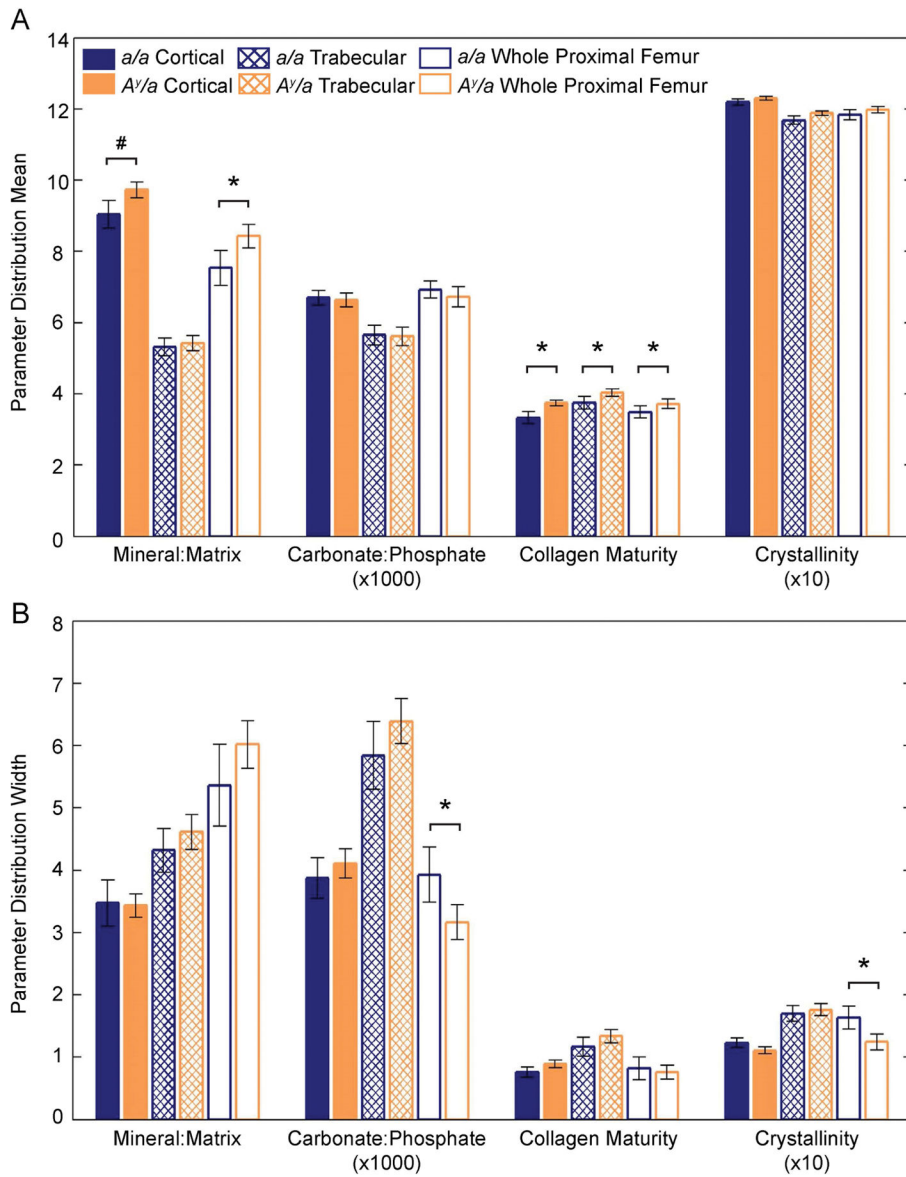 A
14
a/a Cortical a/a Trabecular a/a Whole Proximal Femur
Aʸ/a Cortical Aʸ/a Trabecular Aʸ/a Whole Proximal Femur
12
10
8
6
4
2
0
Parameter Distribution Mean
# * * * *
Mineral:Matrix Carbonate:Phosphate Collagen Maturity Crystallinity
(x1000) (x10)
B
8
7
6
5
4
3
2
1
0
Parameter Distribution Width
* *
Mineral:Matrix Carbonate:Phosphate Collagen Maturity Crystallinity
(x1000) (x10)